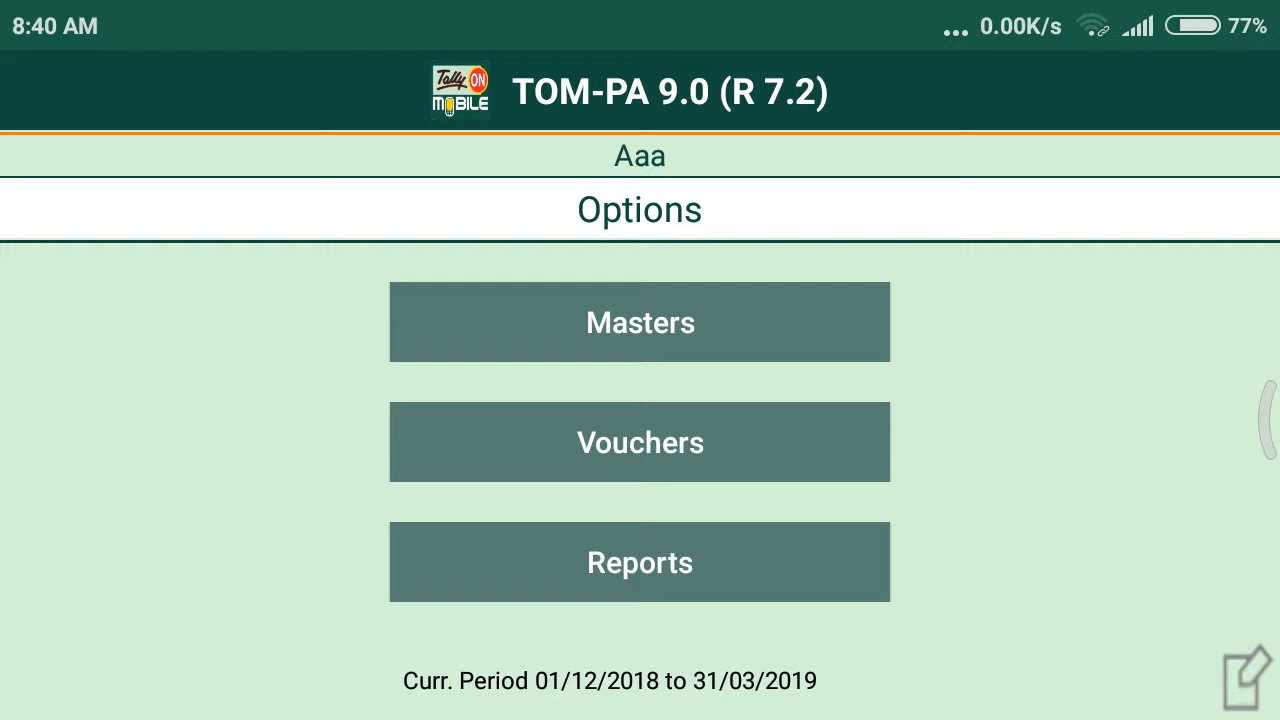 8:40 AM
... 0.00K/s 77%
Tally ON
MOBILE
TOM-PA 9.0 (R 7.2)
Aaa
Options
Masters
Vouchers
Reports
Curr. Period 01/12/2018 to 31/03/2019